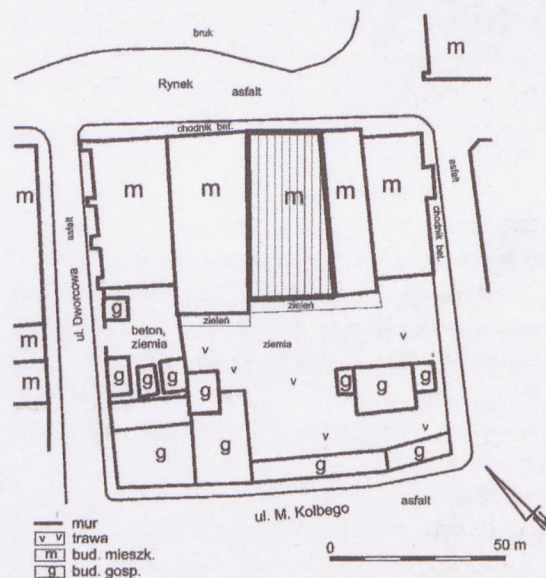 bruk
m
Rynek
asfalt
chodnik bet.
m
m
m
m
m
m
asfalt
asfalt
chodnik bet.
ul. Dworcowa
g
zieleń
zieleń
beton,
ziemia
ziemia
v
v
m
m
g
g
g
g
v
v
v
g
g
g
g
g
v
v
g
g
ul. M. Kolbego
asfalt
mur
v v trawa
m bud. mieszk.
g bud. gosp.
0 50 m